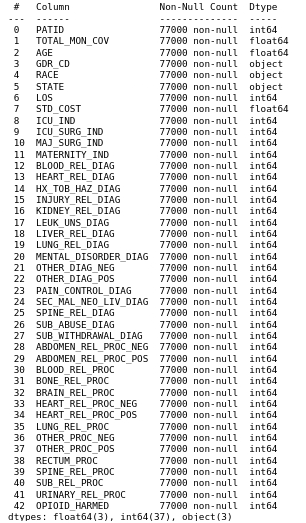 #   Column                Non-Null Count  Dtype
---  ------                --------------  -----
0   PATID                 77000 non-null  int64
1   TOTAL_MON_COV         77000 non-null  float64
2   AGE                   77000 non-null  float64
3   GDR_CD                77000 non-null  object
4   RACE                  77000 non-null  object
5   STATE                 77000 non-null  object
6   LOS                   77000 non-null  int64
7   STD_COST              77000 non-null  float64
8   ICU_IND               77000 non-null  int64
9   ICU_SURG_IND          77000 non-null  int64
10  MAJ_SURG_IND          77000 non-null  int64
11  MATERNITY_IND         77000 non-null  int64
12  BLOOD_REL_DIAG        77000 non-null  int64
13  HEART_REL_DIAG        77000 non-null  int64
14  HX_TOB_HAZ_DIAG       77000 non-null  int64
15  INJURY_REL_DIAG       77000 non-null  int64
16  KIDNEY_REL_DIAG       77000 non-null  int64
17  LEUK_UNS_DIAG         77000 non-null  int64
18  LIVER_REL_DIAG        77000 non-null  int64
19  LUNG_REL_DIAG         77000 non-null  int64
20  MENTAL_DISORDER_DIAG  77000 non-null  int64
21  OTHER_DIAG_NEG        77000 non-null  int64
22  OTHER_DIAG_POS        77000 non-null  int64
23  PAIN_CONTROL_DIAG     77000 non-null  int64
24  SEC_MAL_NEO_LIV_DIAG  77000 non-null  int64
25  SPINE_REL_DIAG        77000 non-null  int64
26  SUB_ABUSE_DIAG        77000 non-null  int64
27  SUB_WITHDRAWAL_DIAG   77000 non-null  int64
28  ABDOMEN_REL_PROC_NEG  77000 non-null  int64
29  ABDOMEN_REL_PROC_POS  77000 non-null  int64
30  BLOOD_REL_PROC        77000 non-null  int64
31  BONE_REL_PROC         77000 non-null  int64
32  BRAIN_REL_PROC        77000 non-null  int64
33  HEART_REL_PROC_NEG    77000 non-null  int64
34  HEART_REL_PROC_POS    77000 non-null  int64
35  LUNG_REL_PROC         77000 non-null  int64
36  OTHER_PROC_NEG        77000 non-null  int64
37  OTHER_PROC_POS        77000 non-null  int64
38  RECTUM_PROC           77000 non-null  int64
39  SPINE_REL_PROC        77000 non-null  int64
40  SUB_REL_PROC          77000 non-null  int64
41  URINARY_REL_PROC      77000 non-null  int64
42  OPIOID_HARMED         77000 non-null  int64
dtypes: float64(3), int64(37), object(3)